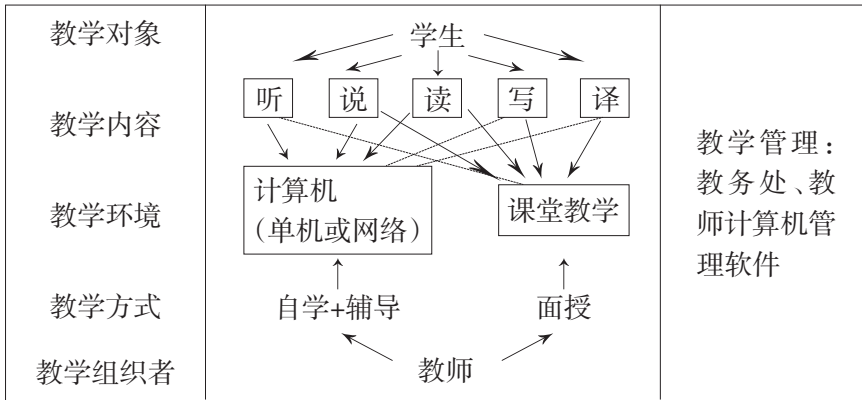 教学对象
学生
听 说 读 写 译
教学内容
计算机
(单机或网络)
课堂教学
教学环境
教学方式
自学+辅导
面授
教学组织者
教师
教学管理:
教务处、教
师计算机管
理软件